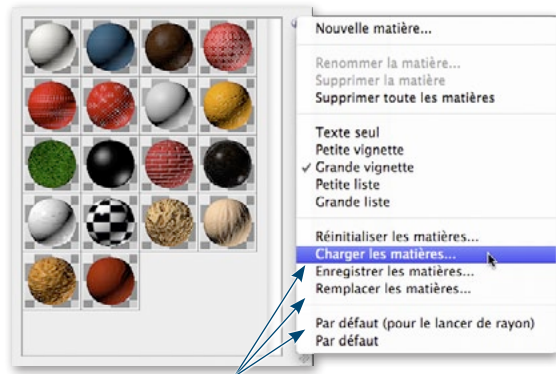 Nouvelle matière...
Renommer la matière...
Supprimer la matière
Supprimer toute les matières
Texte seul
Petite vignette
✓ Grande vignette
Petite liste
Grande liste
Réinitialiser les matières...
Charger les matières...
Enregistrer les matières...
Remplacer les matières...
Par défaut (pour le lancer de rayon)
Par défaut